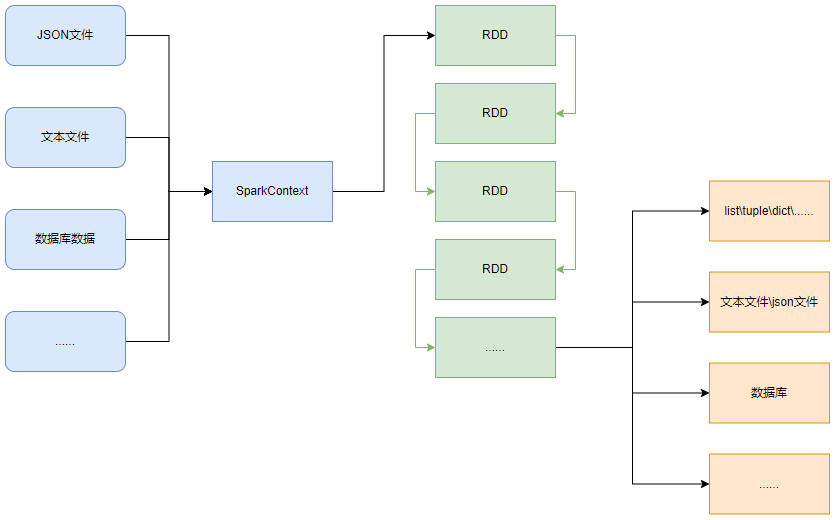 JSON文件
文本文件
数据库数据
......
SparkContext
RDD
RDD
RDD
RDD
......
list\tuple\dict\......
文本文件\json文件
数据库
......